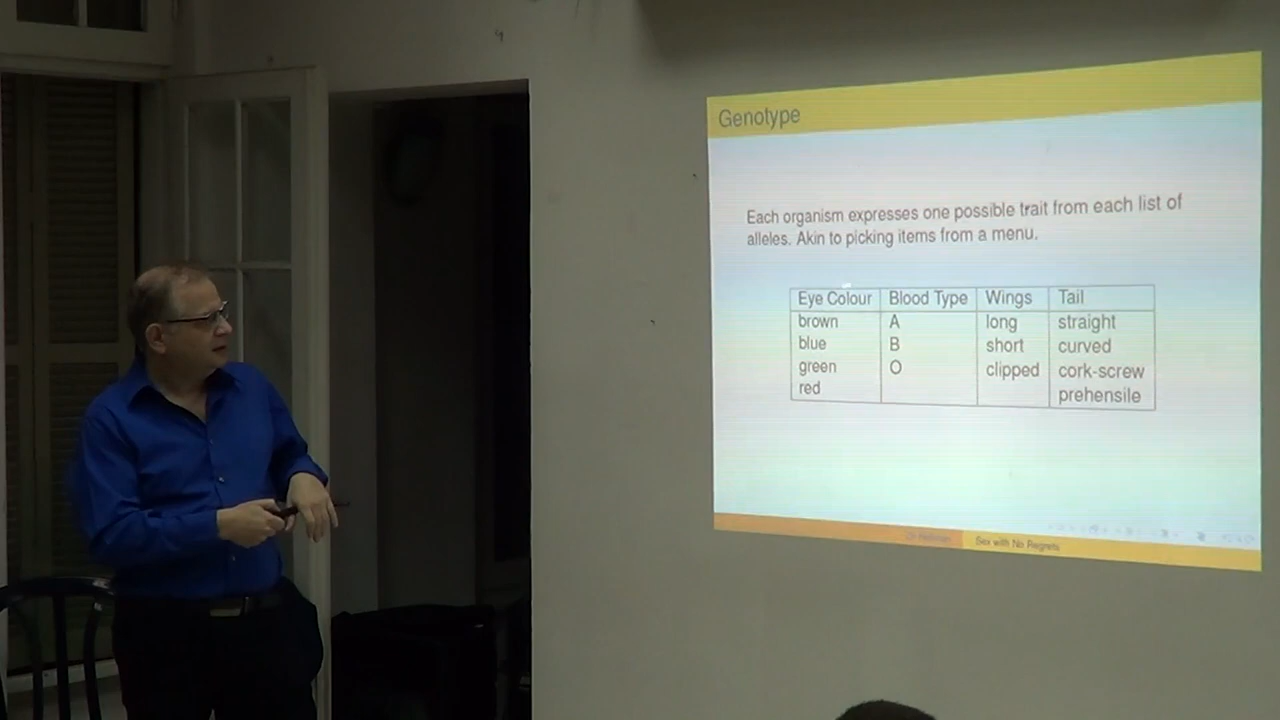 Genotype
Each organism expresses one possible trait from each list of
alleles. Akin to picking items from a menu.
Eye Colour Blood Type Wings Tail
brown A long straight
blue B short curved
green O clipped cork-screw
red prehensile
Sex with No Regrets